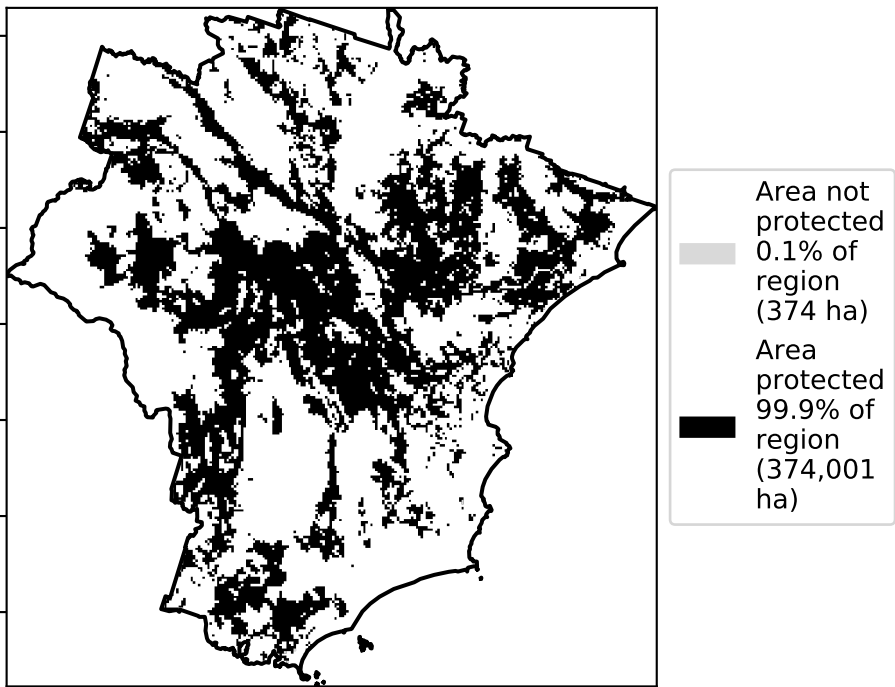 Area not
protected
0.1% of
region
(374 ha)
Area
protected
99.9% of
region
(374,001
ha)